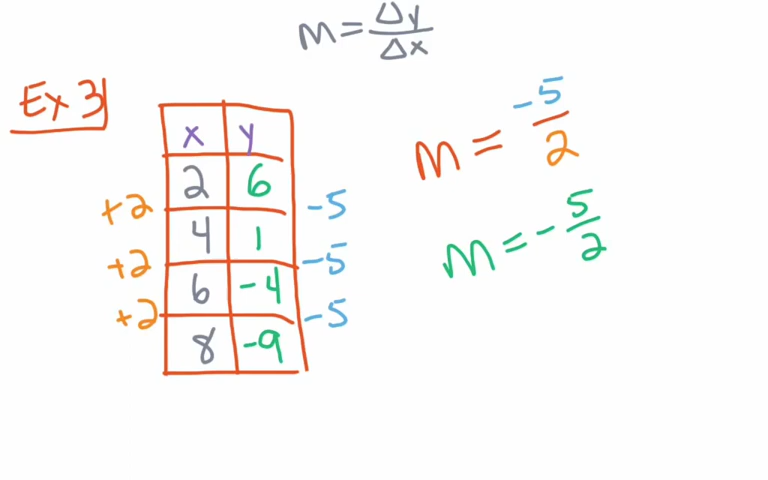 m = Δy/Δx
Ex 3
x y
2 6
+2 -5
4 1
+2 -5
6 -4
+2 -5
8 -9
m = -5/2
m = -5/2